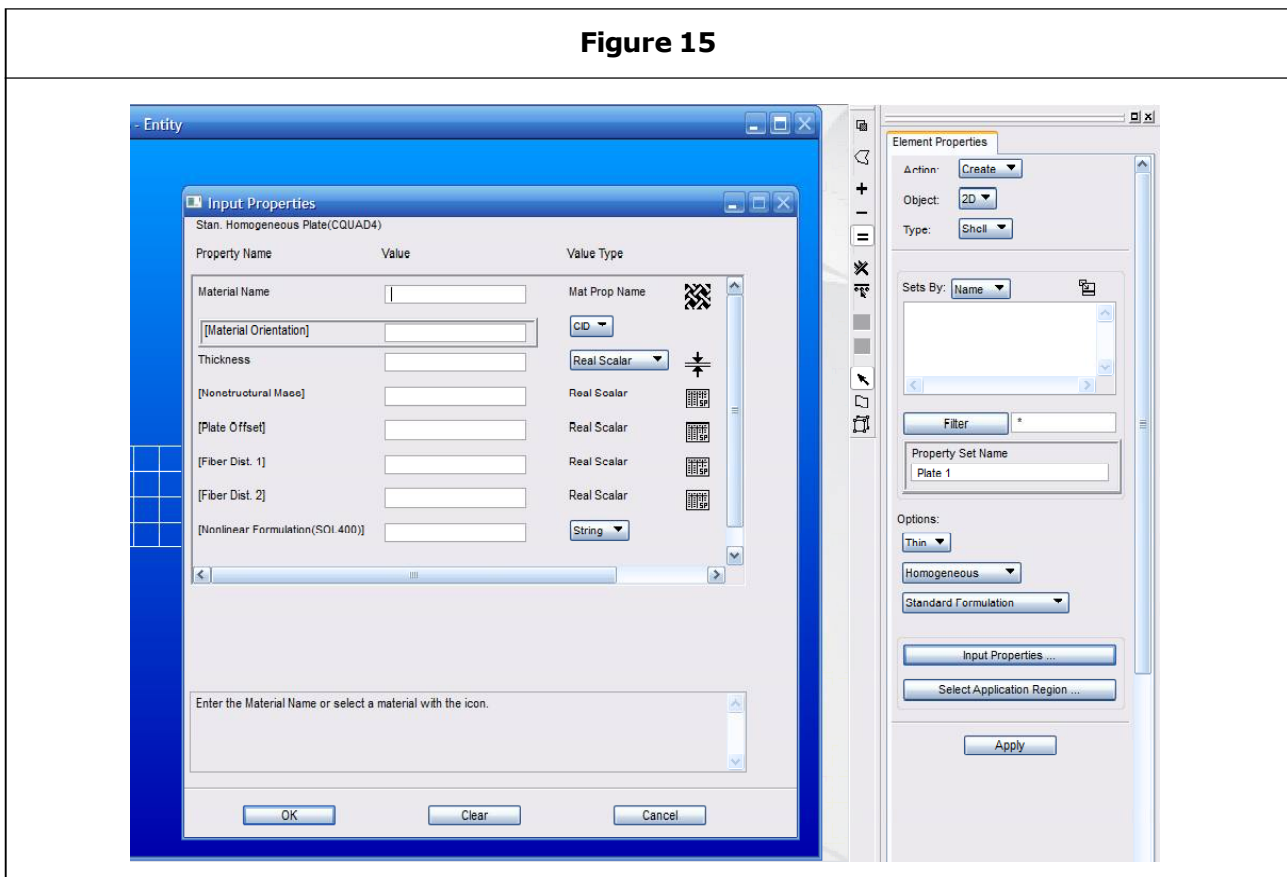 Figure 15
- Entity
Input Properties
Stan. Homogeneous Plate(CQUAD4)
Property Name Value Value Type
Material Name Mat Prop Name
[Material Orientation] CID
Thickness Real Scalar
[Nonstructural Mass] Real Scalar
[Plate Offset] Real Scalar
[Fiber Dist. 1] Real Scalar
[Fiber Dist. 2] Real Scalar
[Nonlinear Formulation(SOL400)] String
Enter the Material Name or select a material with the icon.
OK Clear Cancel
Element Properties
Action: Create
Object: 2D
Type: Shell
Sets By: Name
Filter *
Property Set Name
Plate 1
Options:
Thin
Homogeneous
Standard Formulation
Input Properties ...
Select Application Region ...
Apply